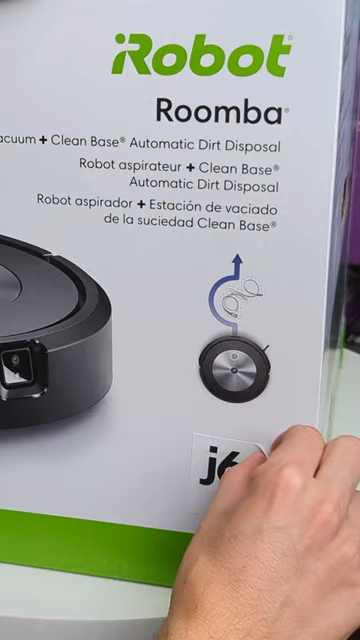 iRobot®
Roomba®
acuum + Clean Base® Automatic Dirt Disposal
Robot aspirateur + Clean Base®
Automatic Dirt Disposal
Robot aspirador + Estación de vaciado
de la suciedad Clean Base®
j6